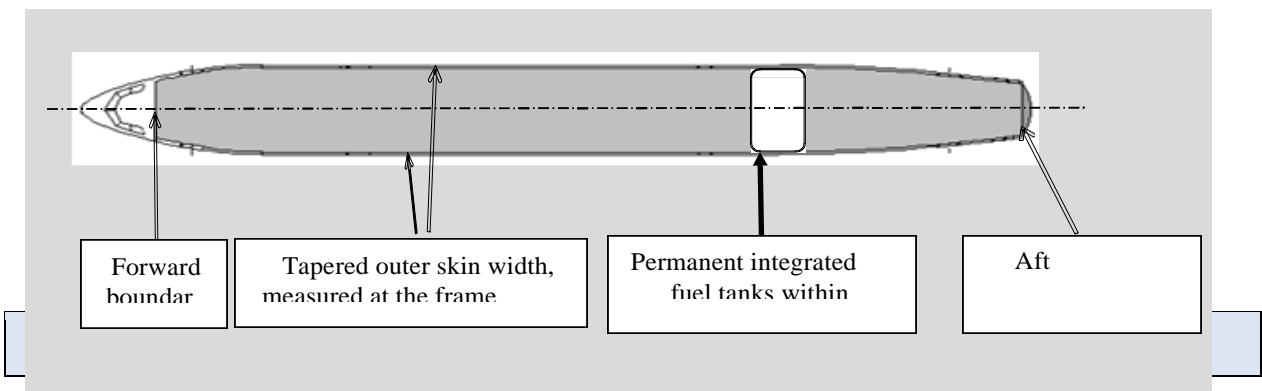 Forward
boundar
Tapered outer skin width,
measured at the frame
Permanent integrated
fuel tanks within
Aft